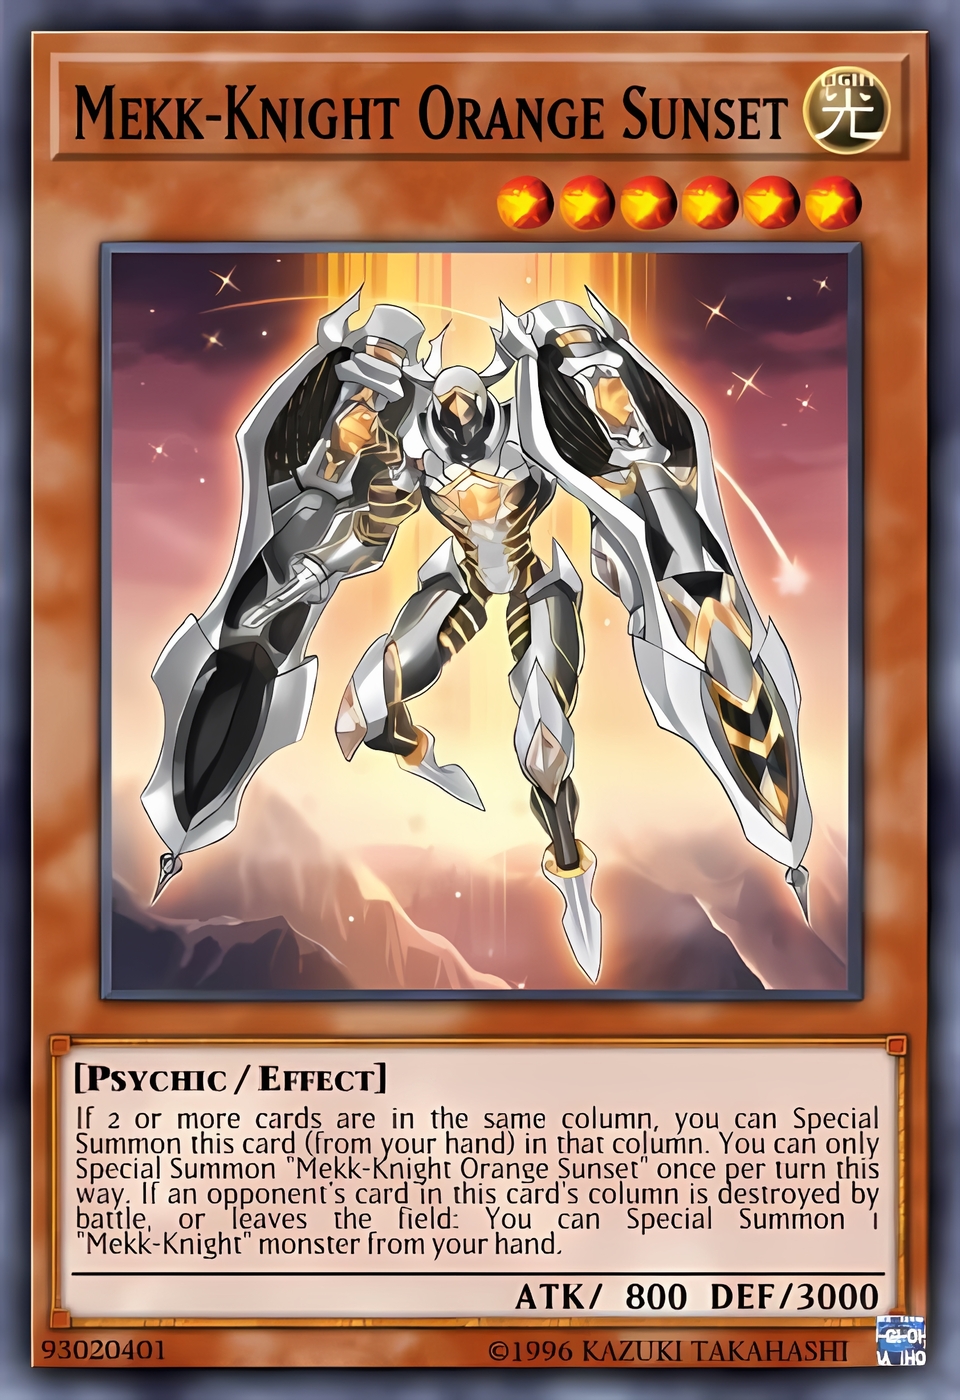 Mekk-Knight Orange Sunset
光
[Psychic / Effect]
If 2 or more cards are in the same column, you can Special
Summon this card (from your hand) in that column. You can only
Special Summon "Mekk-Knight Orange Sunset" once per turn this
way. If an opponent's card in this card's column is destroyed by
battle, or leaves the field: You can Special Summon 1
"Mekk-Knight" monster from your hand.
ATK/ 800 DEF/3000
93020401 ©1996 KAZUKI TAKAHASHI